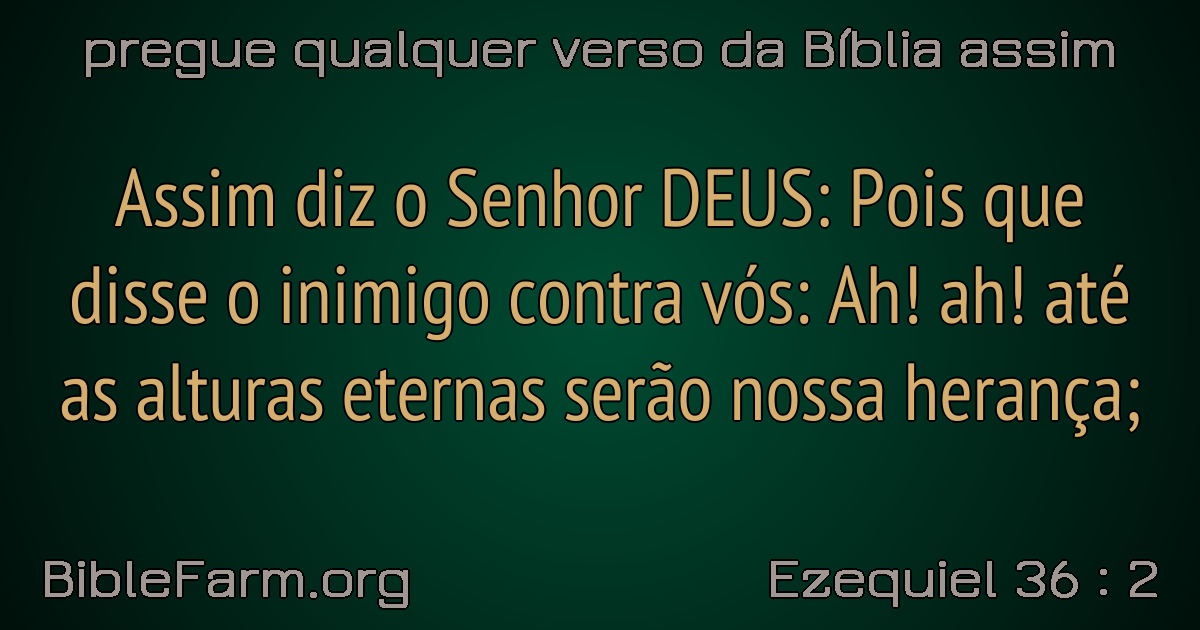 pregue qualquer verso da Bíblia assim
Assim diz o Senhor DEUS: Pois que
disse o inimigo contra vós: Ah! ah! até
as alturas eternas serão nossa herança;
BibleFarm.org
Ezequiel 36 : 2